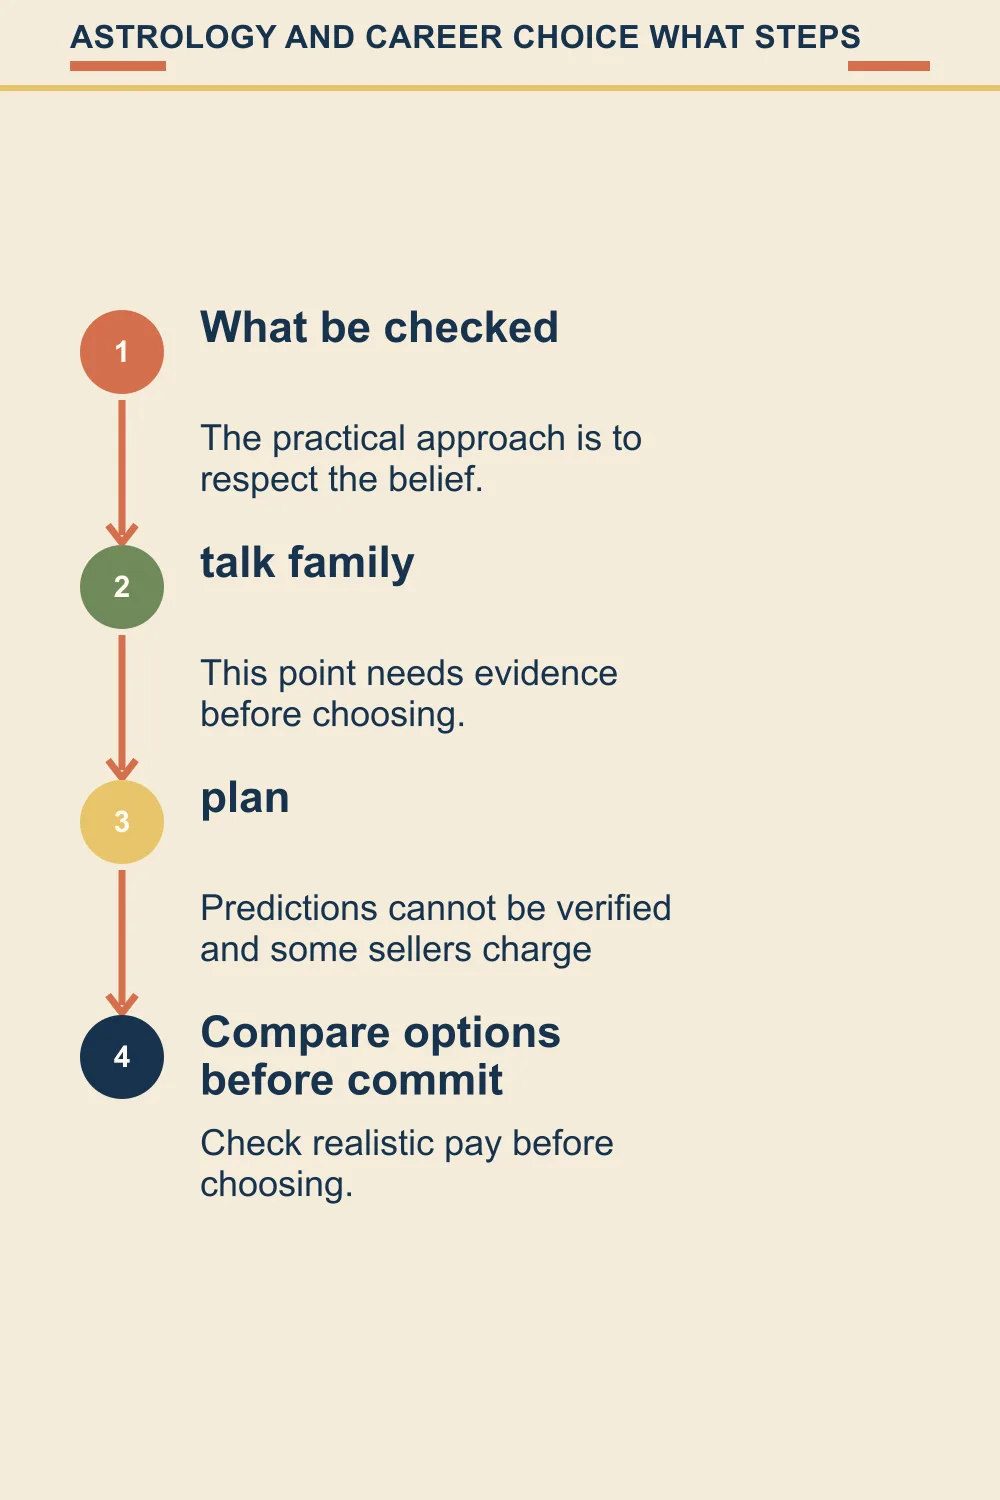 ASTROLOGY AND CAREER CHOICE WHAT STEPS
1
What be checked
The practical approach is to
respect the belief.
2
talk family
This point needs evidence
before choosing.
3
plan
Predictions cannot be verified
and some sellers charge
4
Compare options
before commit
Check realistic pay before
choosing.